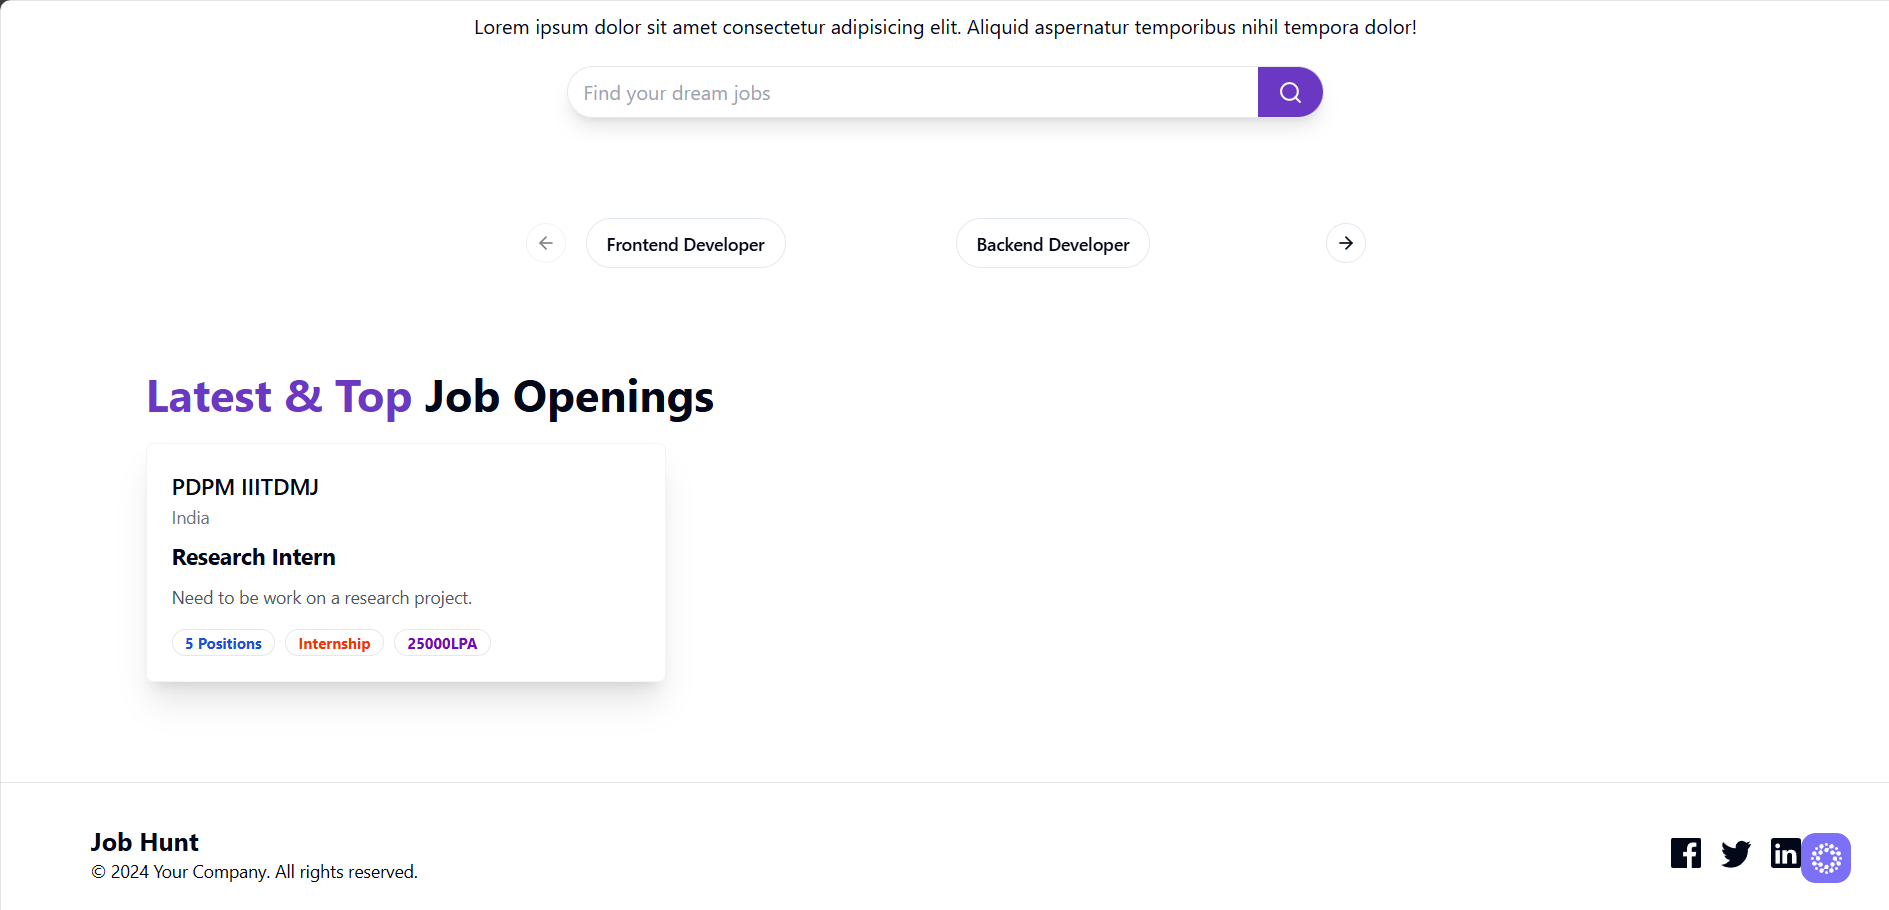 Lorem ipsum dolor sit amet consectetur adipisicing elit. Aliquid aspernatur temporibus nihil tempora dolor!
Find your dream jobs
Frontend Developer
Backend Developer
Latest & Top Job Openings
PDPM IIITDMJ
India
Research Intern
Need to be work on a research project.
5 Positions
Internship
25000LPA
Job Hunt
© 2024 Your Company. All rights reserved.